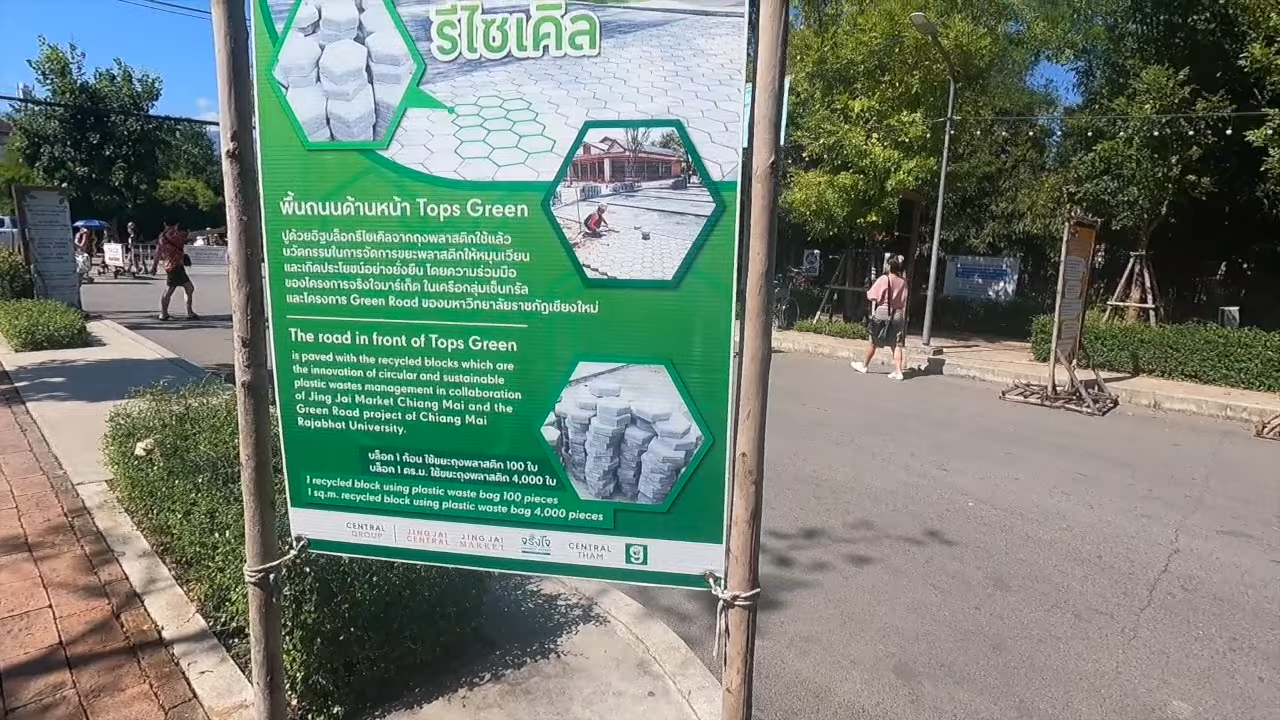 รีไซเคิล
พื้นถนนด้านหน้า Tops Green
ปูด้วยอิฐบล็อกรีไซเคิลจากถุงพลาสติกใช้แล้ว
นวัตกรรมในการจัดการขยะพลาสติกให้หมุนเวียน
และเกิดประโยชน์อย่างยั่งยืน โดยความร่วมมือ
ของโครงการจริงใจมาร์เก็ต ในเครือกลุ่มเซ็นทรัล
และโครงการ Green Road ของมหาวิทยาลัยราชภัฏเชียงใหม่
The road in front of Tops Green
is paved with the recycled blocks which are
the innovation of circular and sustainable
plastic wastes management in collaboration
of Jing Jai Market Chiang Mai and the
Green Road project of Chiang Mai
Rajabhat University.
บล็อก 1 ก้อน ใช้ขยะถุงพลาสติก 100 ใบ
บล็อก 1 ตร.ม. ใช้ขยะถุงพลาสติก 4,000 ใบ
1 recycled block using plastic waste bag 100 pieces
1 sq.m. recycled block using plastic waste bag 4,000 pieces
CENTRAL GROUP
JING JAI CENTRAL
JING JAI MARKET
จริงใจ
CENTRAL THAM